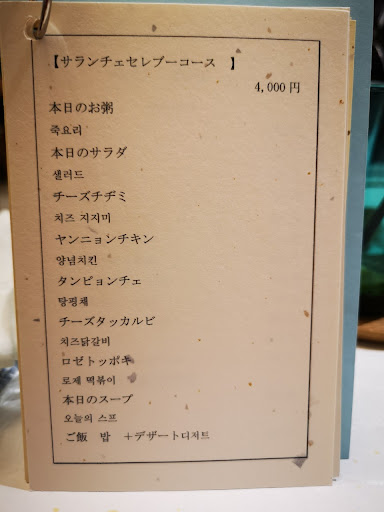 【サランチェセレブーコース　】
4,000円
本日のお粥
죽요리
本日のサラダ
샐러드
チーズチヂミ
치즈 지지미
ヤンニョンチキン
양념치킨
タンピョンチェ
탕평채
チーズタッカルビ
치즈닭갈비
ロゼトッポキ
로제 떡볶이
本日のスープ
오늘의 스프
ご飯　밥　＋デザート디저트